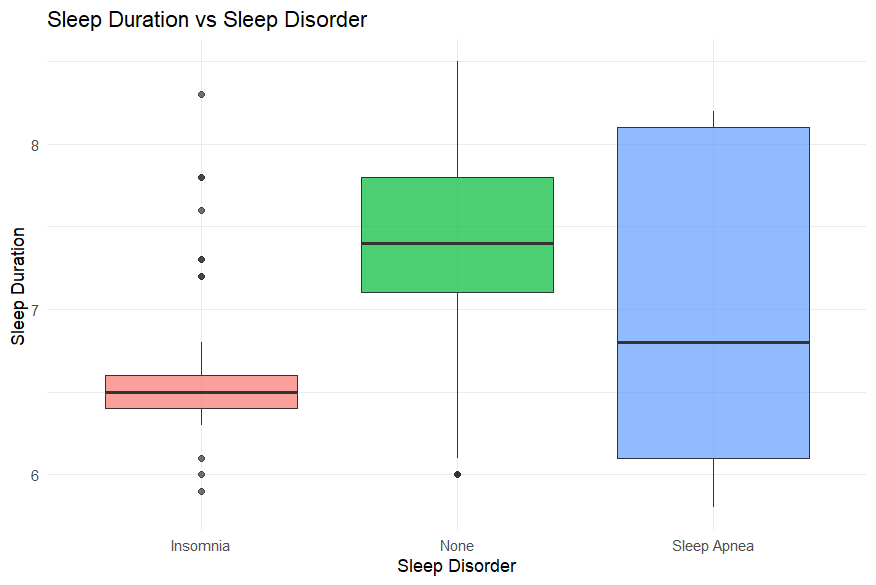 Sleep Duration vs Sleep Disorder
Sleep Duration
8
7
6
Insomnia
None
Sleep Apnea
Sleep Disorder